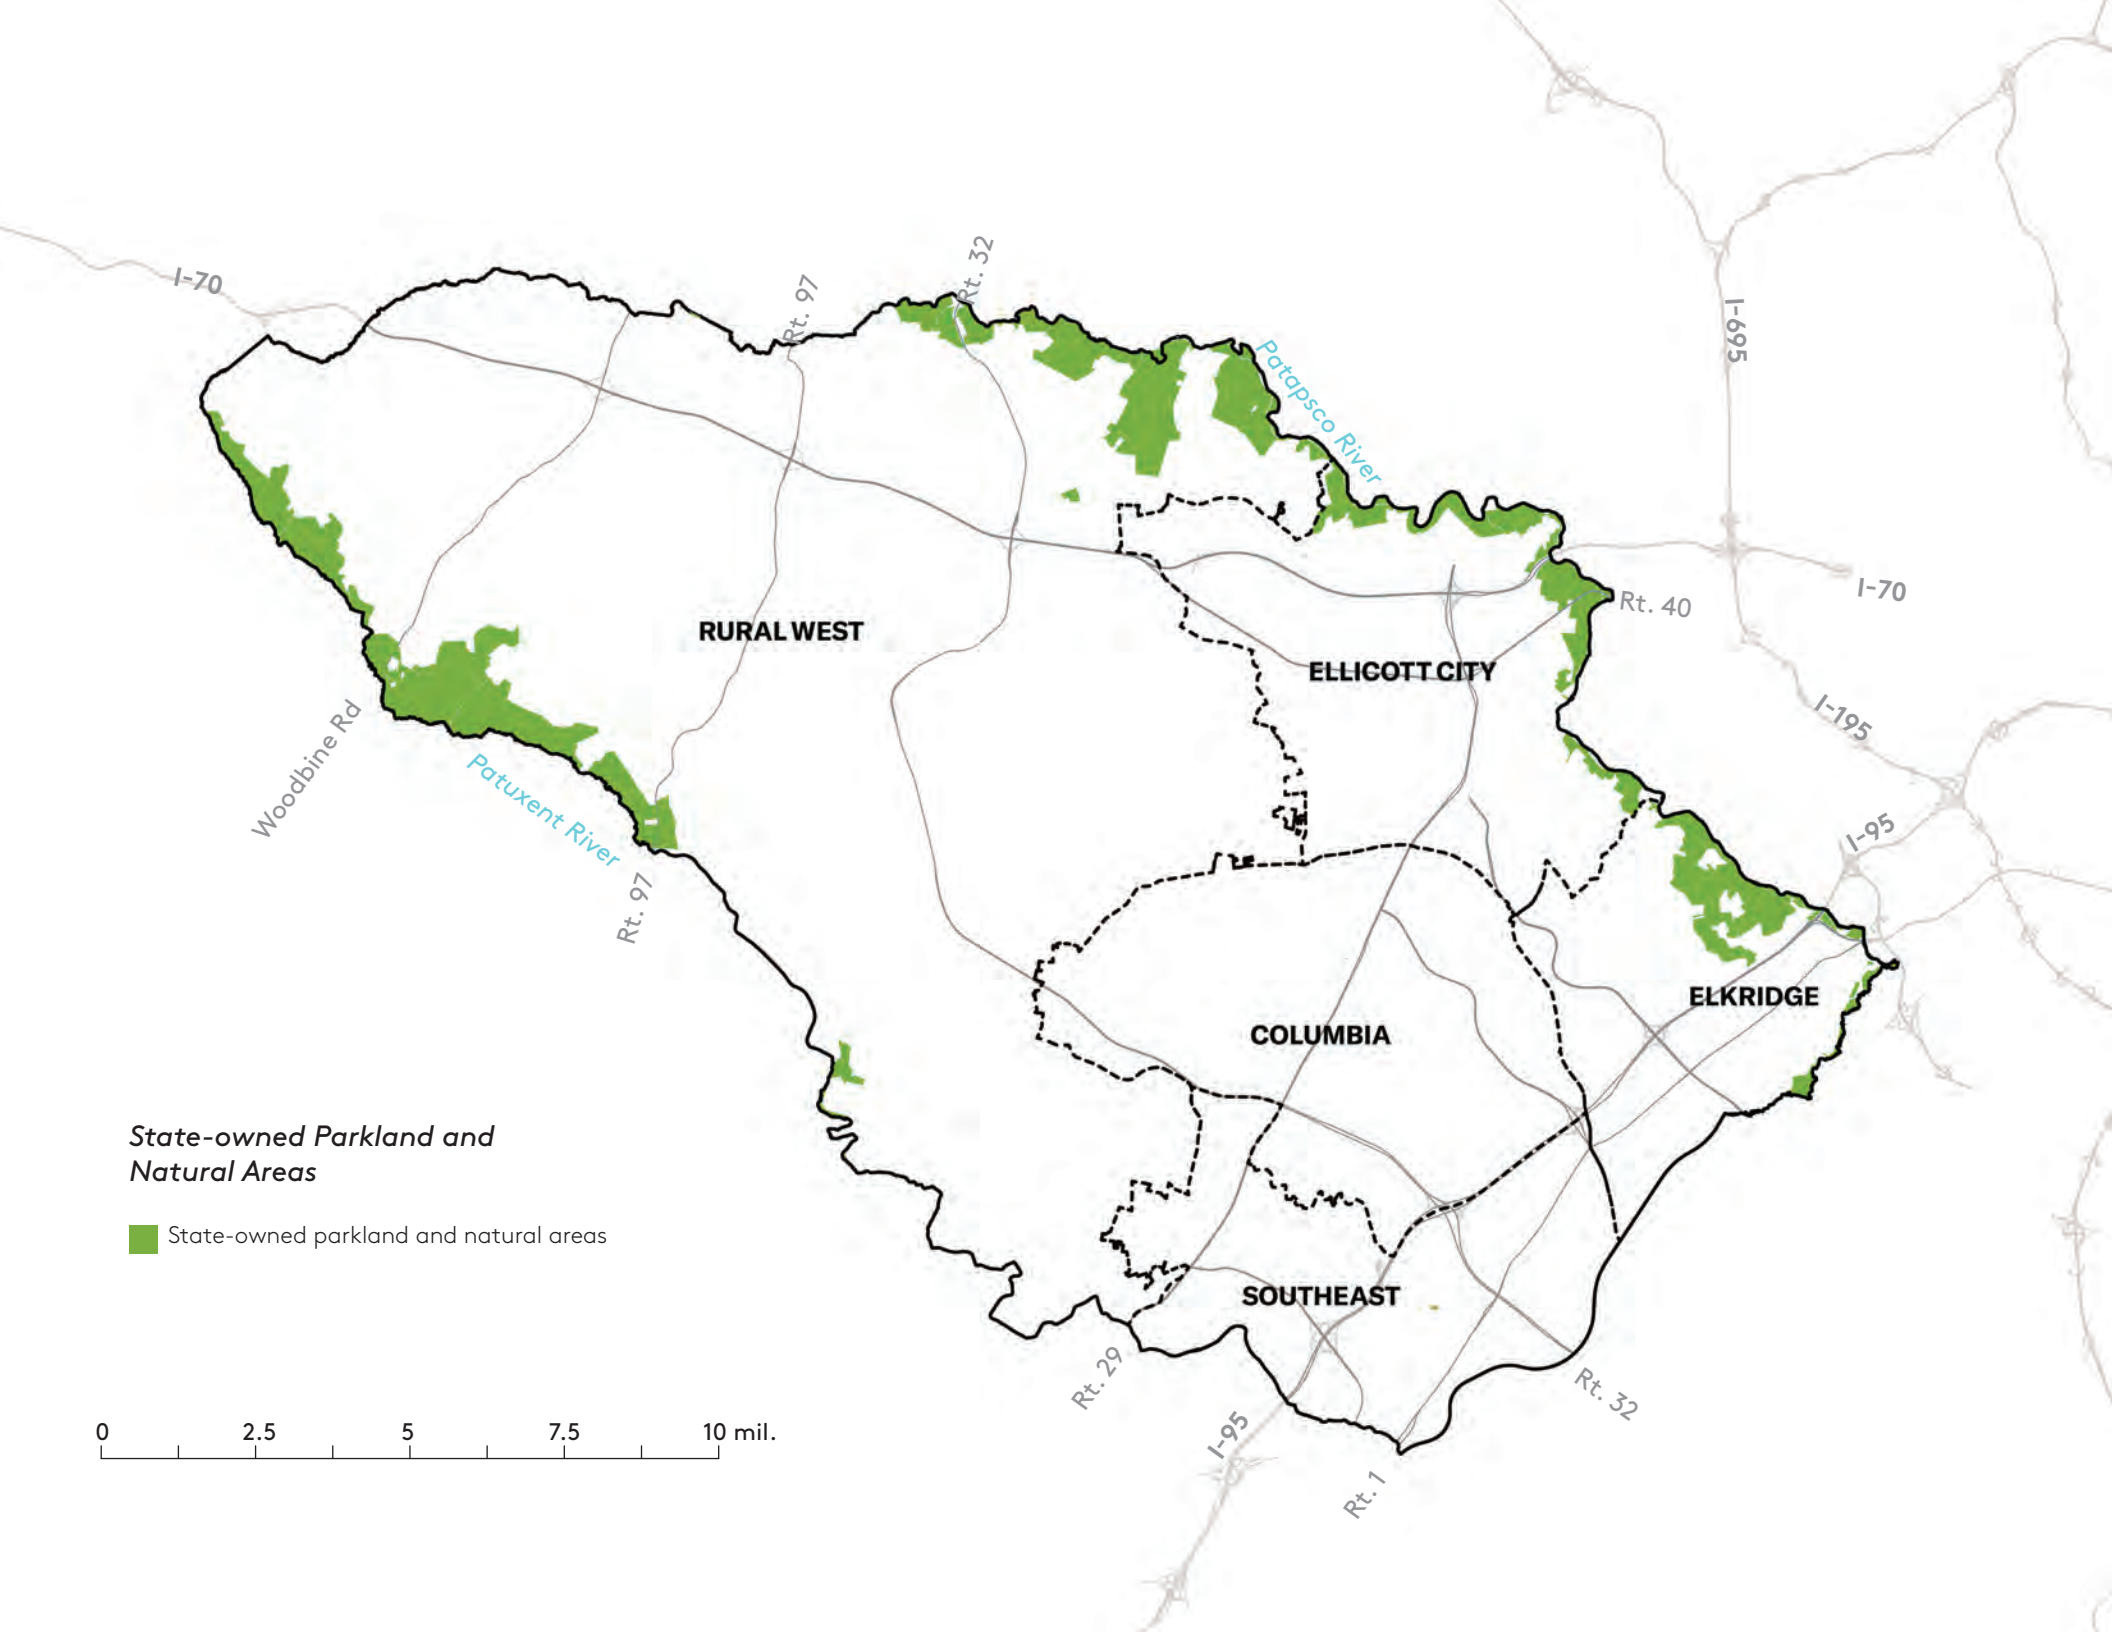 Rt. 32
I-70
Rt. 97
I-695
Patapsco River
I-70
Rt. 40
RURAL WEST
ELLICOTT CITY
I-195
Woodbine Rd
Patuxent River
I-95
Rt. 97
ELKRIDGE
COLUMBIA
State-owned Parkland and
Natural Areas
State-owned parkland and natural areas
SOUTHEAST
Rt. 29
Rt. 32
I-95
Rt. 1
0 2.5 5 7.5 10 mil.